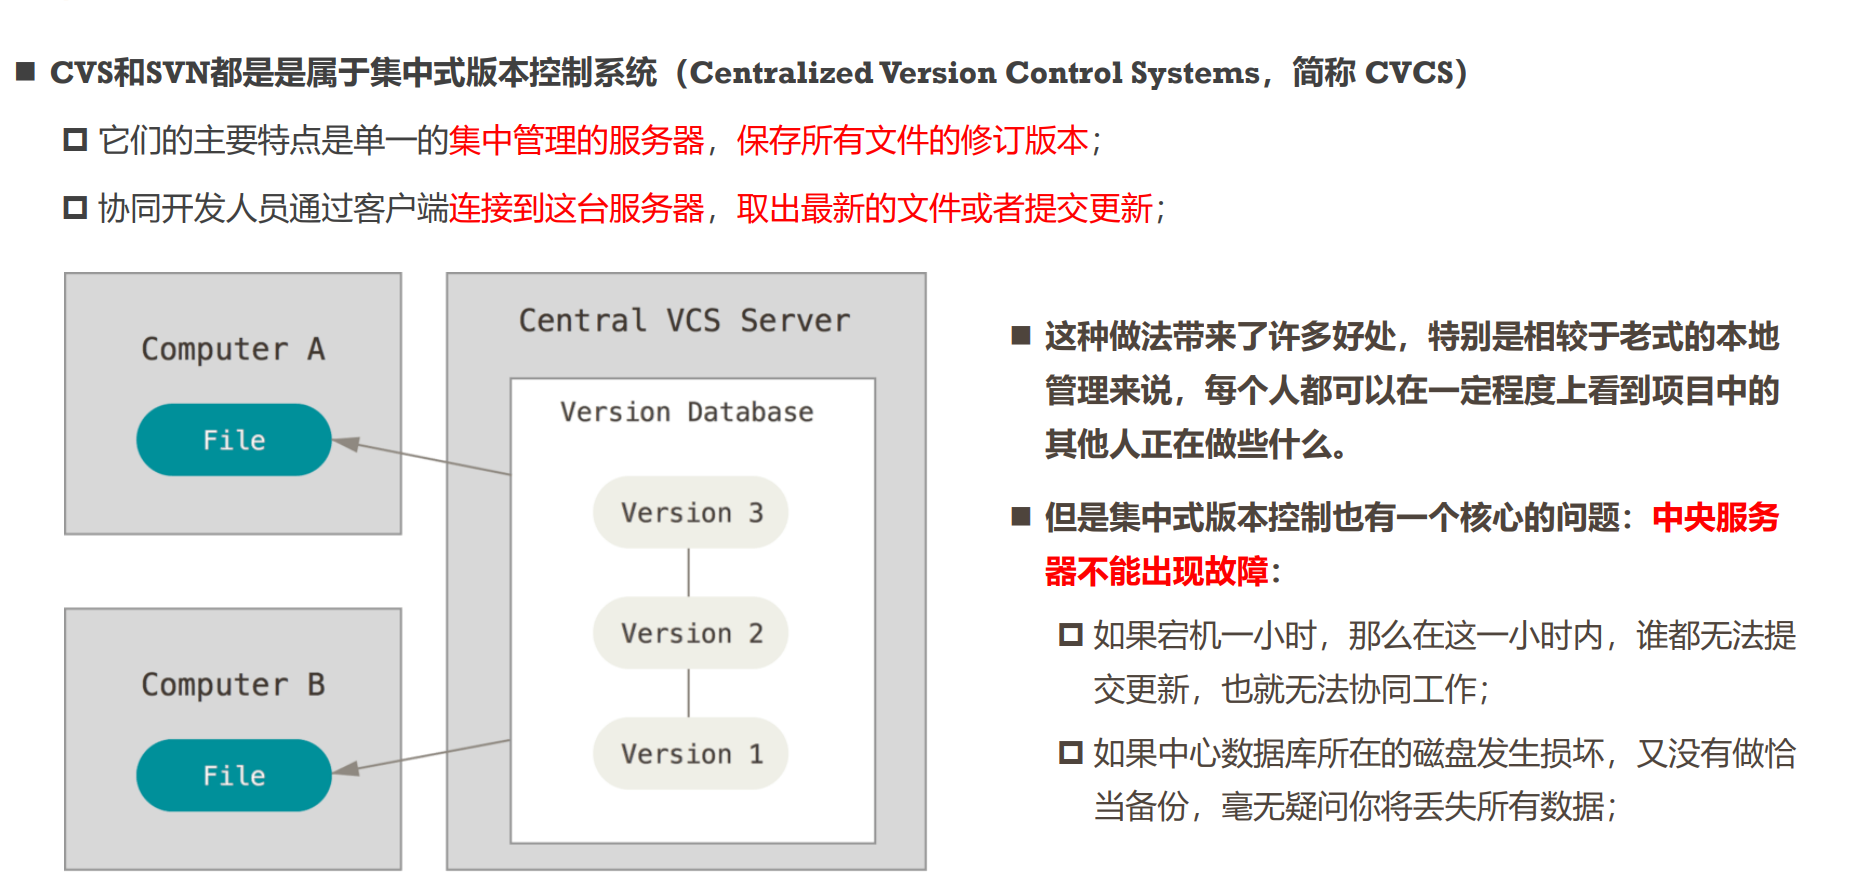 CVS和SVN都是是属于集中式版本控制系统（Centralized Version Control Systems，简称 CVCS）
它们的主要特点是单一的集中管理的服务器，保存所有文件的修订版本；
协同开发人员通过客户端连接到这台服务器，取出最新的文件或者提交更新；
Computer A
File
Computer B
File
Central VCS Server
Version Database
Version 3
Version 2
Version 1
这种做法带来了许多好处，特别是相较于老式的本地
管理来说，每个人都可以在一定程度上看到项目中的
其他人正在做些什么。
但是集中式版本控制也有一个核心的问题：中央服务
器不能出现故障：
如果宕机一小时，那么在这一小时内，谁都无法提
交更新，也就无法协同工作；
如果中心数据库所在的磁盘发生损坏，又没有做恰
当备份，毫无疑问你将丢失所有数据；